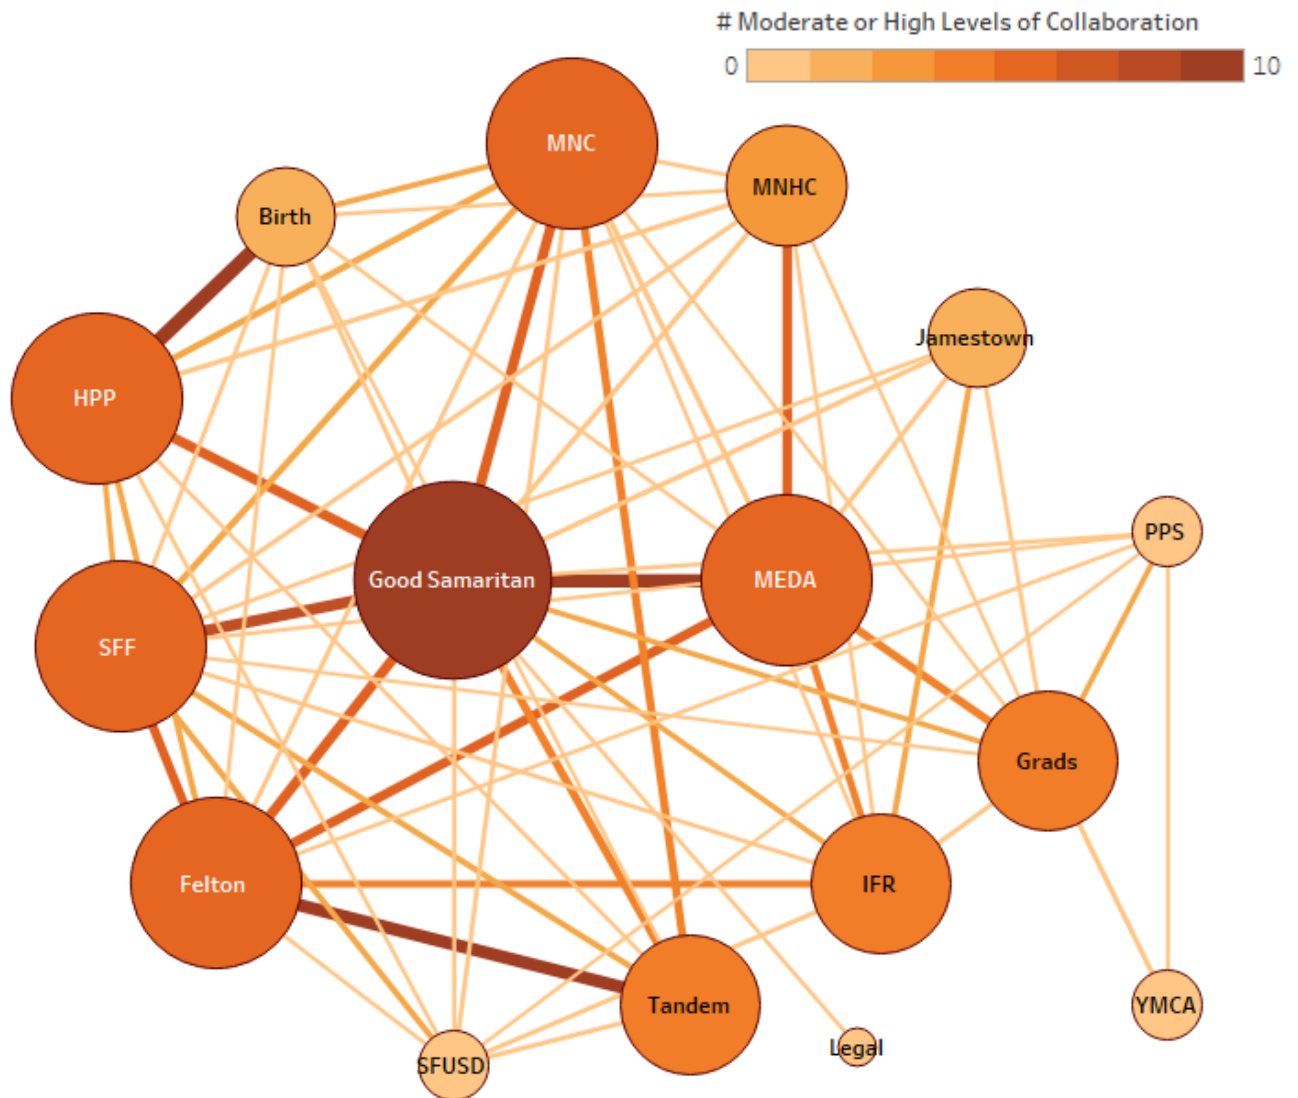 # Moderate or High Levels of Collaboration
0 10
MNC
MNHC
Birth
Jamestown
HPP
PPS
Good Samaritan
MEDA
SFF
Grads
Felton
IFR
Tandem
YMCA
Legal
SFUSD